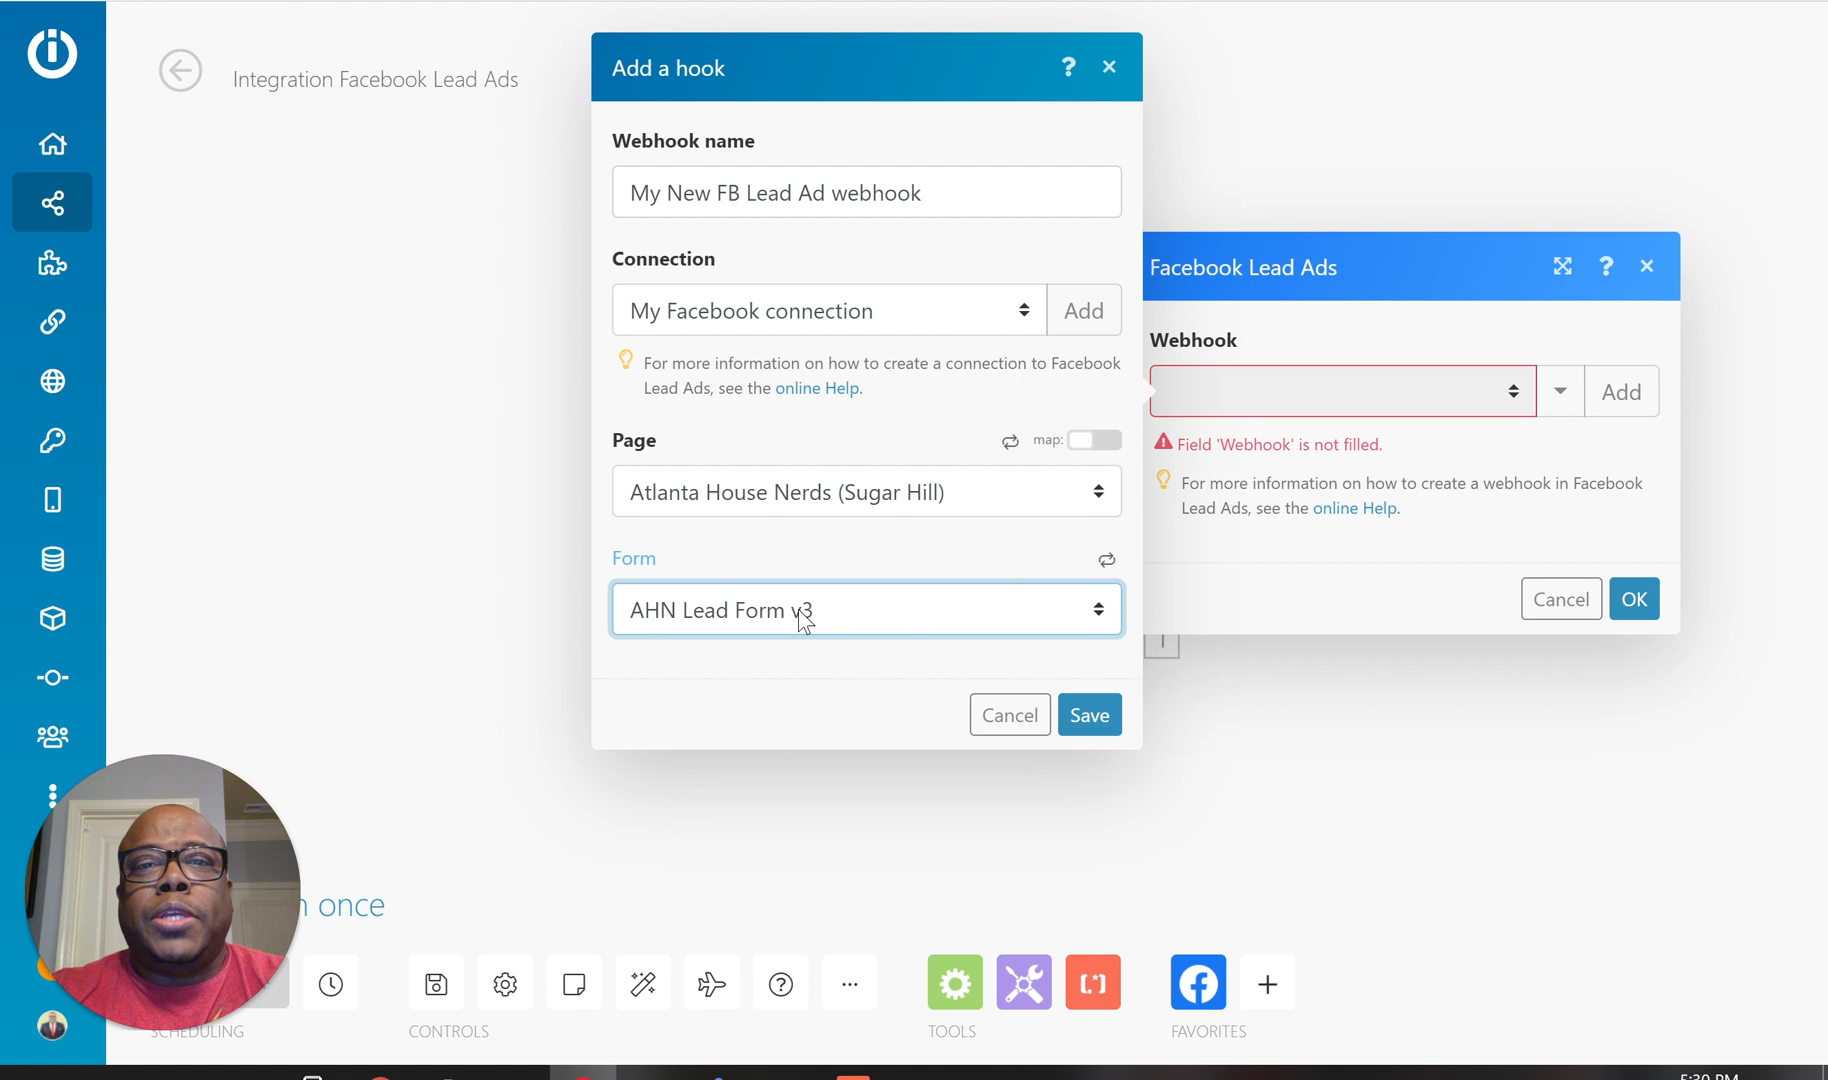 Integration Facebook Lead Ads
Add a hook
?
×
Webhook name
My New FB Lead Ad webhook
Connection
My Facebook connection
Add
For more information on how to create a connection to Facebook
Lead Ads, see the online Help.
Page
map:
Atlanta House Nerds (Sugar Hill)
Form
AHN Lead Form v3
Cancel
Save
Facebook Lead Ads
?
×
Webhook
Add
Field 'Webhook' is not filled.
For more information on how to create a webhook in Facebook
Lead Ads, see the online Help.
Cancel
OK
once
SCHEDULING
CONTROLS
TOOLS
FAVORITES
5:30 PM